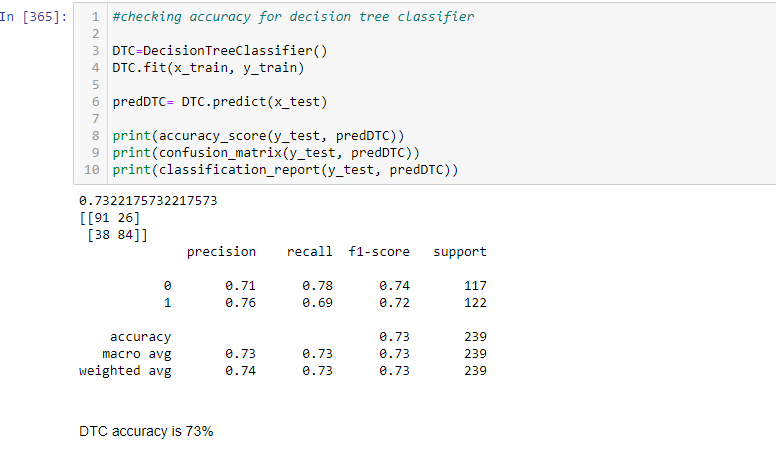 In [365]:
1 #checking accuracy for decision tree classifier
2
3 DTC=DecisionTreeClassifier()
4 DTC.fit(x_train, y_train)
5
6 predDTC= DTC.predict(x_test)
7
8 print(accuracy_score(y_test, predDTC))
9 print(confusion_matrix(y_test, predDTC))
10 print(classification_report(y_test, predDTC))
0.7322175732217573
[[91 26]
[38 84]]
precision recall f1-score support
0 0.71 0.78 0.74 117
1 0.76 0.69 0.72 122
accuracy 0.73 239
macro avg 0.73 0.73 0.73 239
weighted avg 0.74 0.73 0.73 239
DTC accuracy is 73%